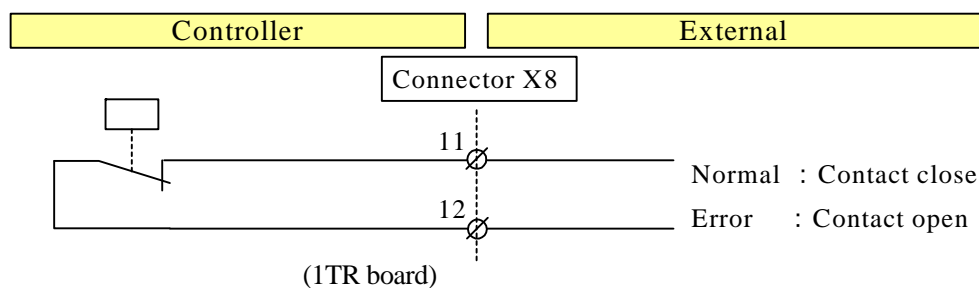 Controller External
Connector X8
11
Normal : Contact close
12
Error : Contact open
(1TR board)